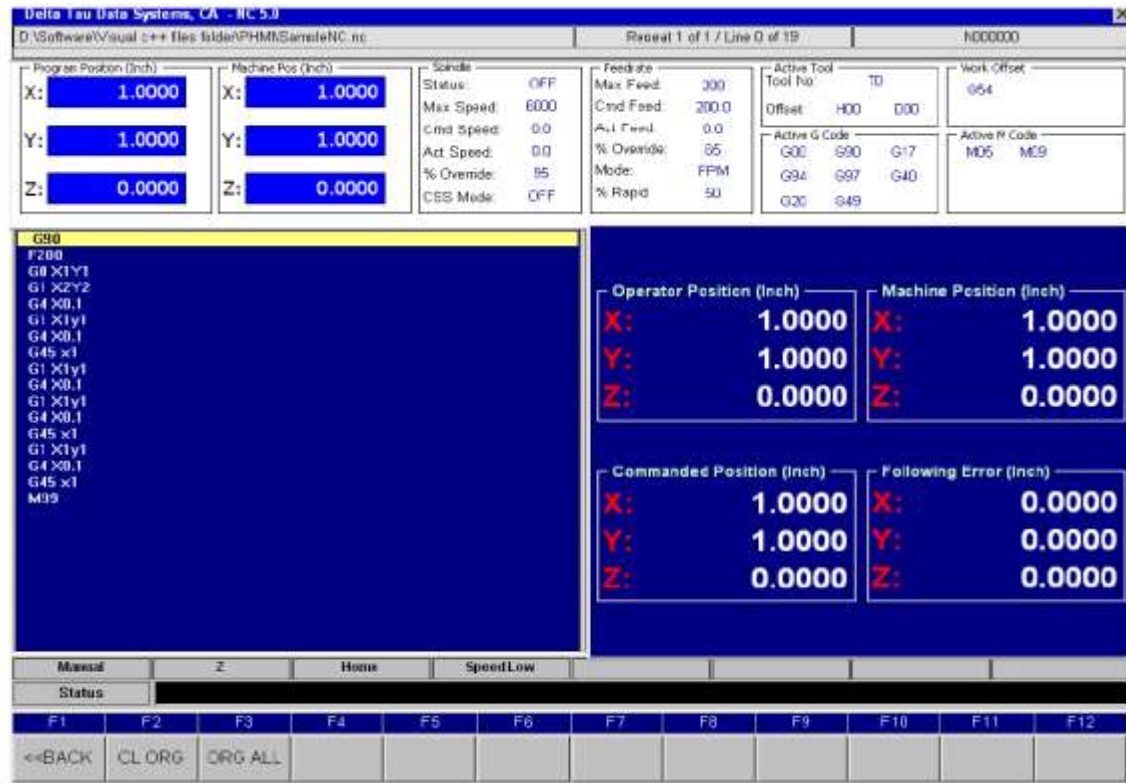 Delta Tau Data Systems, CA - NC 5.0
D:\Software\Visual c++ files folder\PHMI\SampleNC.nc Repeat 1 of 1 / Line 0 of 19 N000000
Program Position (Inch)
X: 1.0000
Y: 1.0000
Z: 0.0000
Machine Pos (Inch)
X: 1.0000
Y: 1.0000
Z: 0.0000
Spindle
Status: OFF
Max Speed: 6000
Cmd Speed: 0.0
Act Speed: 0.0
% Override: 95
CSS Mode: OFF
Feedrate
Max Feed: 300
Cmd Feed: 200.0
Act Feed: 0.0
% Override:
Mode: FPM
% Rapid 50
Active Tool
Tool No:
Offset: H00 D00
Active G Code
G00 G90 G17
G94 G97 G40
G20 G49
Work Offset
G54
Active M Code
M05 M09
G90
F200
G0 X1Y1
G1 X2Y2
G4 X0.1
G1 X1y1
G4 X0.1
G45 x1
G1 X1y1
G4 X0.1
G1 X1y1
G4 X0.1
G45 x1
G1 X1y1
G4 X0.1
G45 x1
M99
Operator Position (Inch)
X: 1.0000
Y: 1.0000
Z: 0.0000
Machine Position (Inch)
X: 1.0000
Y: 1.0000
Z: 0.0000
Commanded Position (Inch)
X: 1.0000
Y: 1.0000
Z: 0.0000
Following Error (Inch)
X: 0.0000
Y: 0.0000
Z: 0.0000
Manual Z Home Speed Low
Status
F1 F2 F3 F4 F5 F6 F7 F8 F9 F10 F11 F12
<<BACK CL ORG ORG ALL